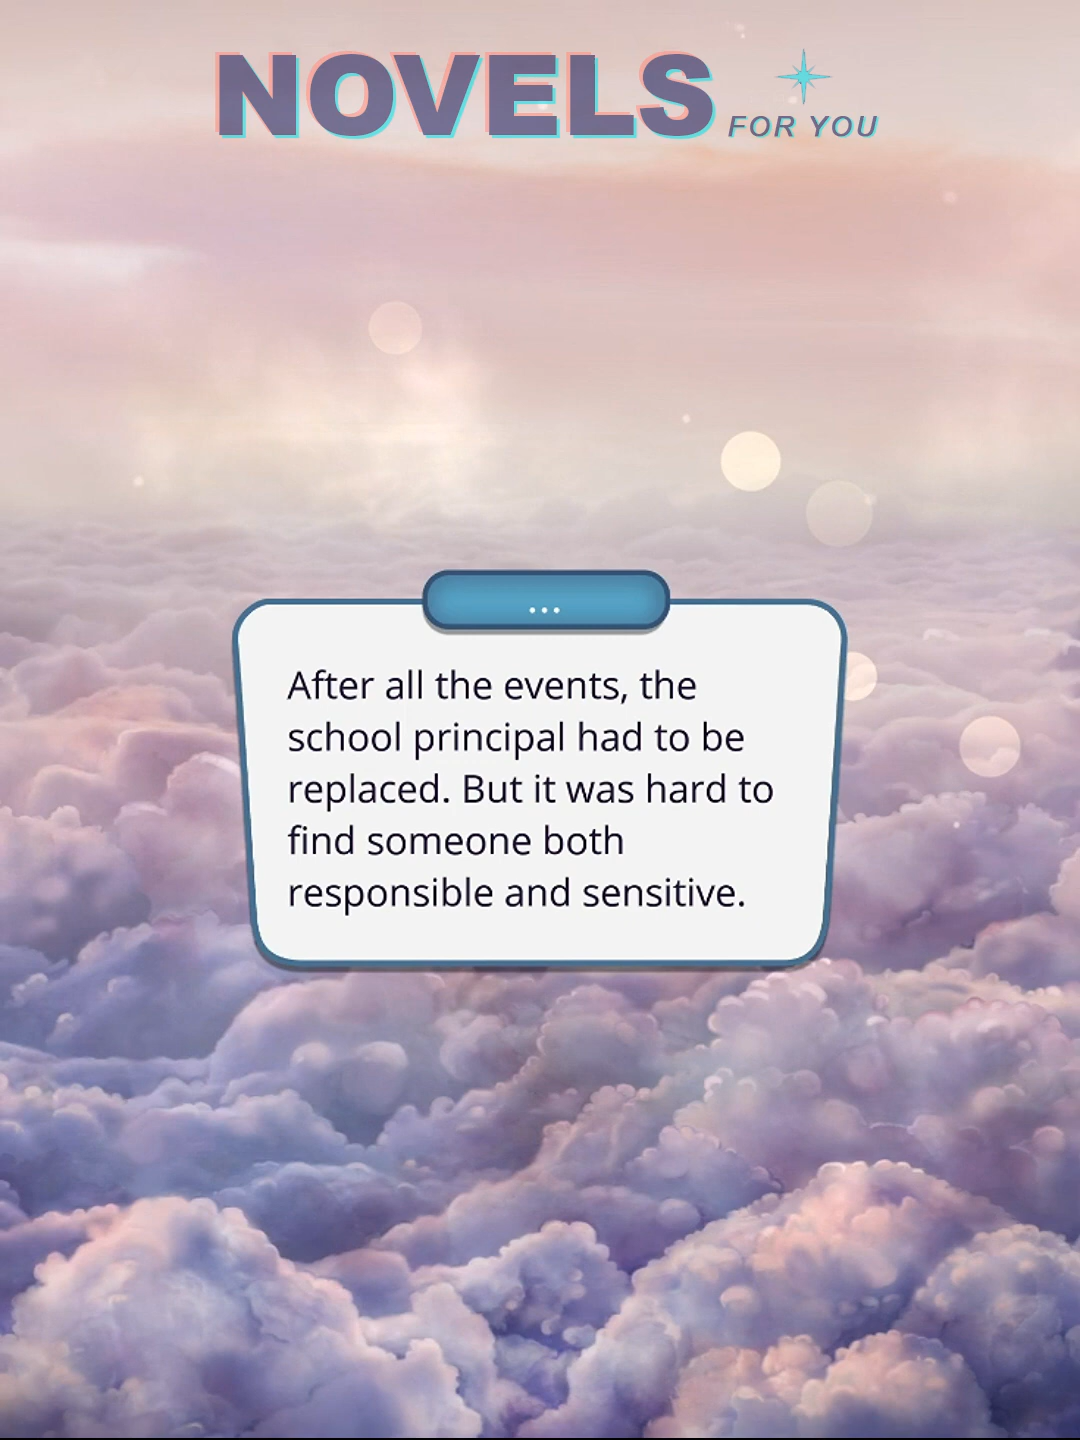 NOVELS
FOR YOU
...
After all the events, the
school principal had to be
replaced. But it was hard to
find someone both
responsible and sensitive.